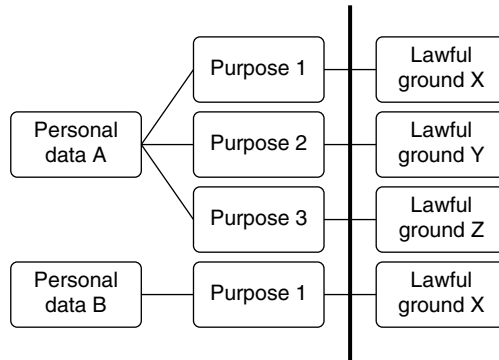 Purpose 1
Lawful
ground X
Personal
data A
Purpose 2
Lawful
ground Y
Purpose 3
Lawful
ground Z
Personal
data B
Purpose 1
Lawful
ground X